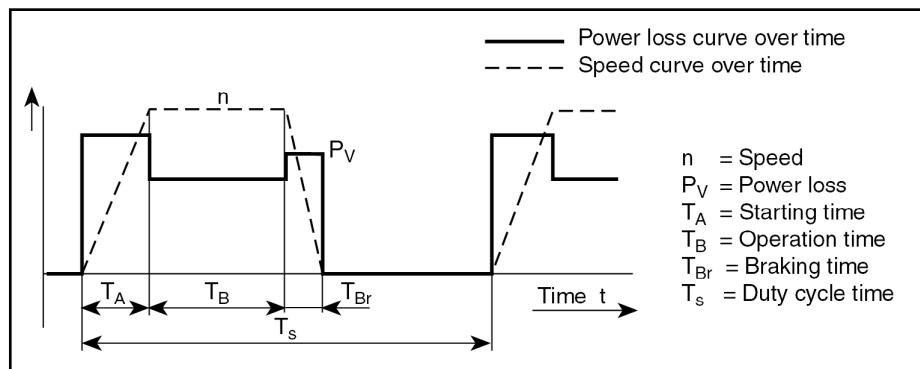 Power loss curve over time
Speed curve over time
n
P_V
n = Speed
P_V = Power loss
T_A = Starting time
T_B = Operation time
T_Br = Braking time
T_s = Duty cycle time
T_A
T_B
T_Br
Time t
T_s